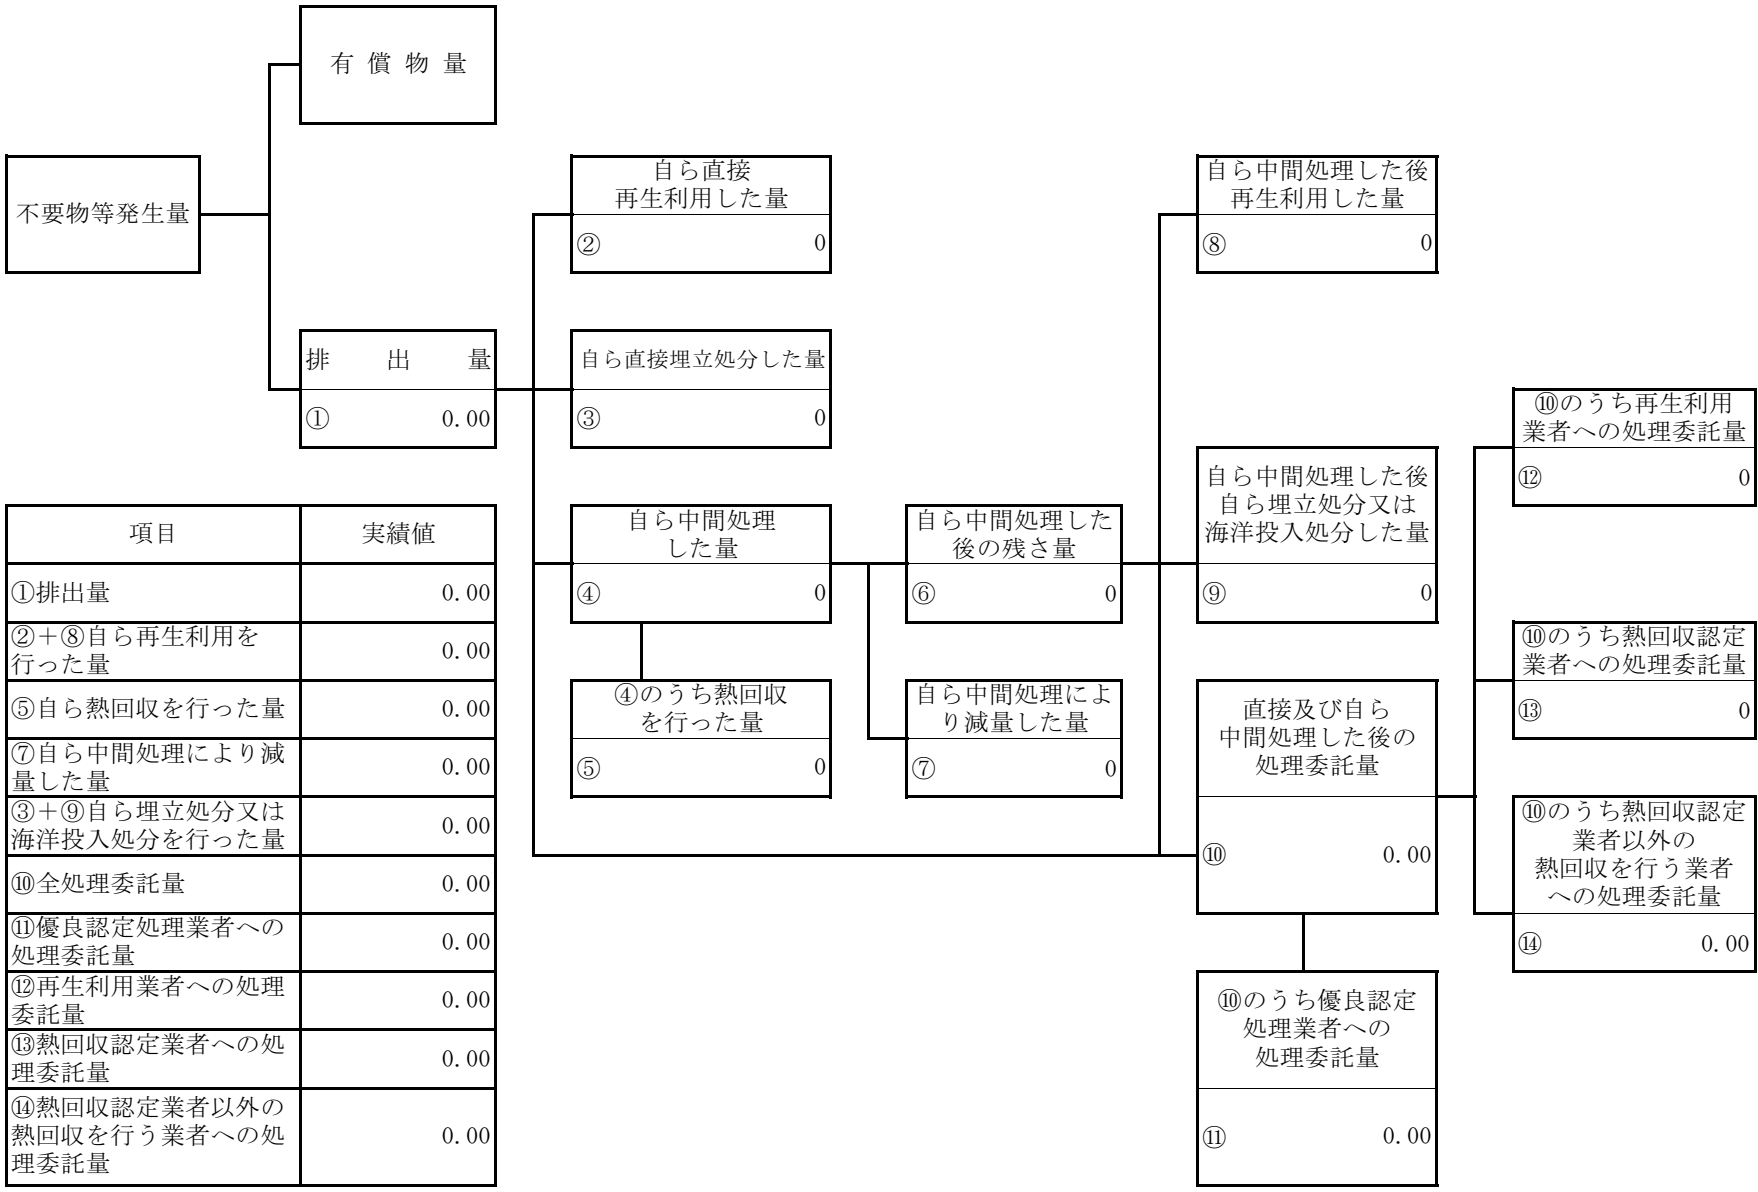 有償物量
不要物等発生量
排出量
① 0.00
自ら直接
再生利用した量
② 0
自ら直接埋立処分した量
③ 0
自ら中間処理
した量
④ 0
④のうち熱回収
を行った量
⑤ 0
自ら中間処理した
後の残さ量
⑥ 0
自ら中間処理によ
り減量した量
⑦ 0
自ら中間処理した後
再生利用した量
⑧ 0
自ら中間処理した後
自ら埋立処分又は
海洋投入処分した量
⑨ 0
直接及び自ら
中間処理した後の
処理委託量
⑩ 0.00
⑩のうち優良認定
処理業者への
処理委託量
⑪ 0.00
⑩のうち再生利用
業者への処理委託量
⑫ 0
⑩のうち熱回収認定
業者への処理委託量
⑬ 0
⑩のうち熱回収認定
業者以外の
熱回収を行う業者
への処理委託量
⑭ 0.00
項目 実績値
①排出量 0.00
②+⑧自ら再生利用を
行った量 0.00
⑤自ら熱回収を行った量 0.00
⑦自ら中間処理により減
量した量 0.00
③+⑨自ら埋立処分又は
海洋投入処分を行った量 0.00
⑩全処理委託量 0.00
⑪優良認定処理業者への
処理委託量 0.00
⑫再生利用業者への処理
委託量 0.00
⑬熱回収認定業者への処
理委託量 0.00
⑭熱回収認定業者以外の
熱回収を行う業者への処
理委託量 0.00